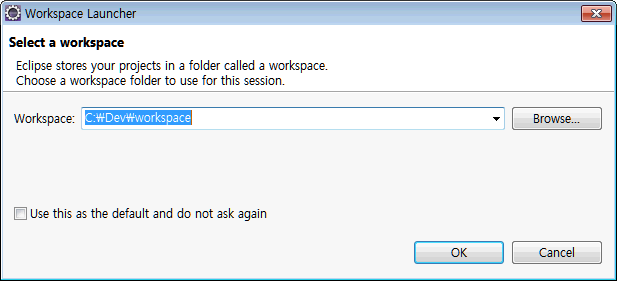 Workspace Launcher
Select a workspace
Eclipse stores your projects in a folder called a workspace.
Choose a workspace folder to use for this session.
Workspace: C:₩Dev₩workspace Browse...
Use this as the default and do not ask again
OK Cancel